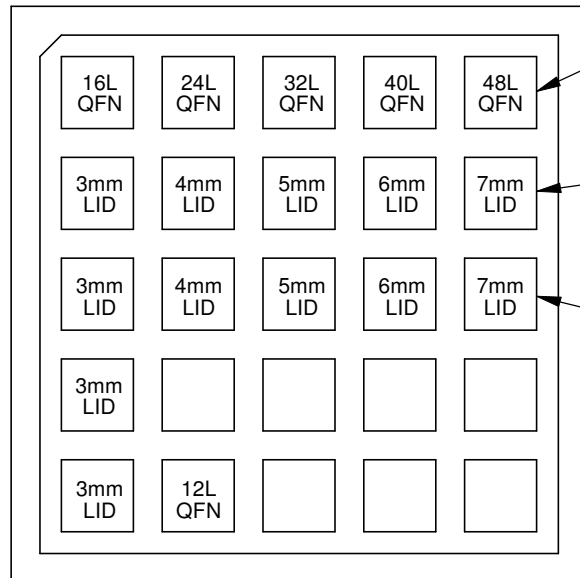 16L
QFN
24L
QFN
32L
QFN
40L
QFN
48L
QFN
3mm
LID
4mm
LID
5mm
LID
6mm
LID
7mm
LID
3mm
LID
4mm
LID
5mm
LID
6mm
LID
7mm
LID
3mm
LID
3mm
LID
12L
QFN